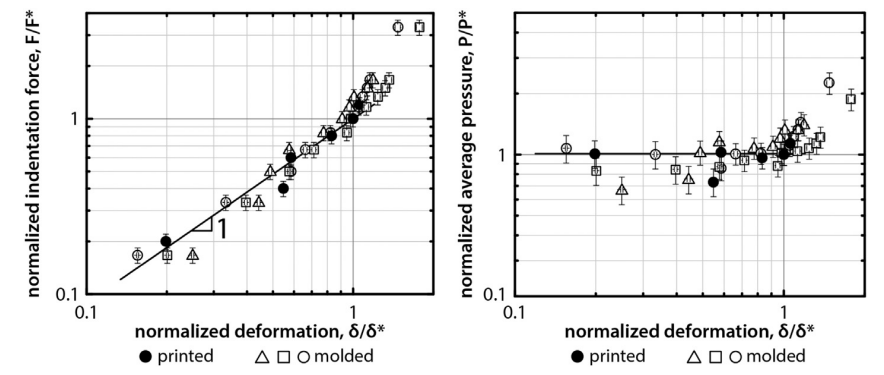 normalized indentation force, F/F*
1
0.1
0.1
1
1
normalized deformation, δ/δ*
printed
molded
normalized average pressure, P/P*
1
0.1
0.1
1
normalized deformation, δ/δ*
printed
molded